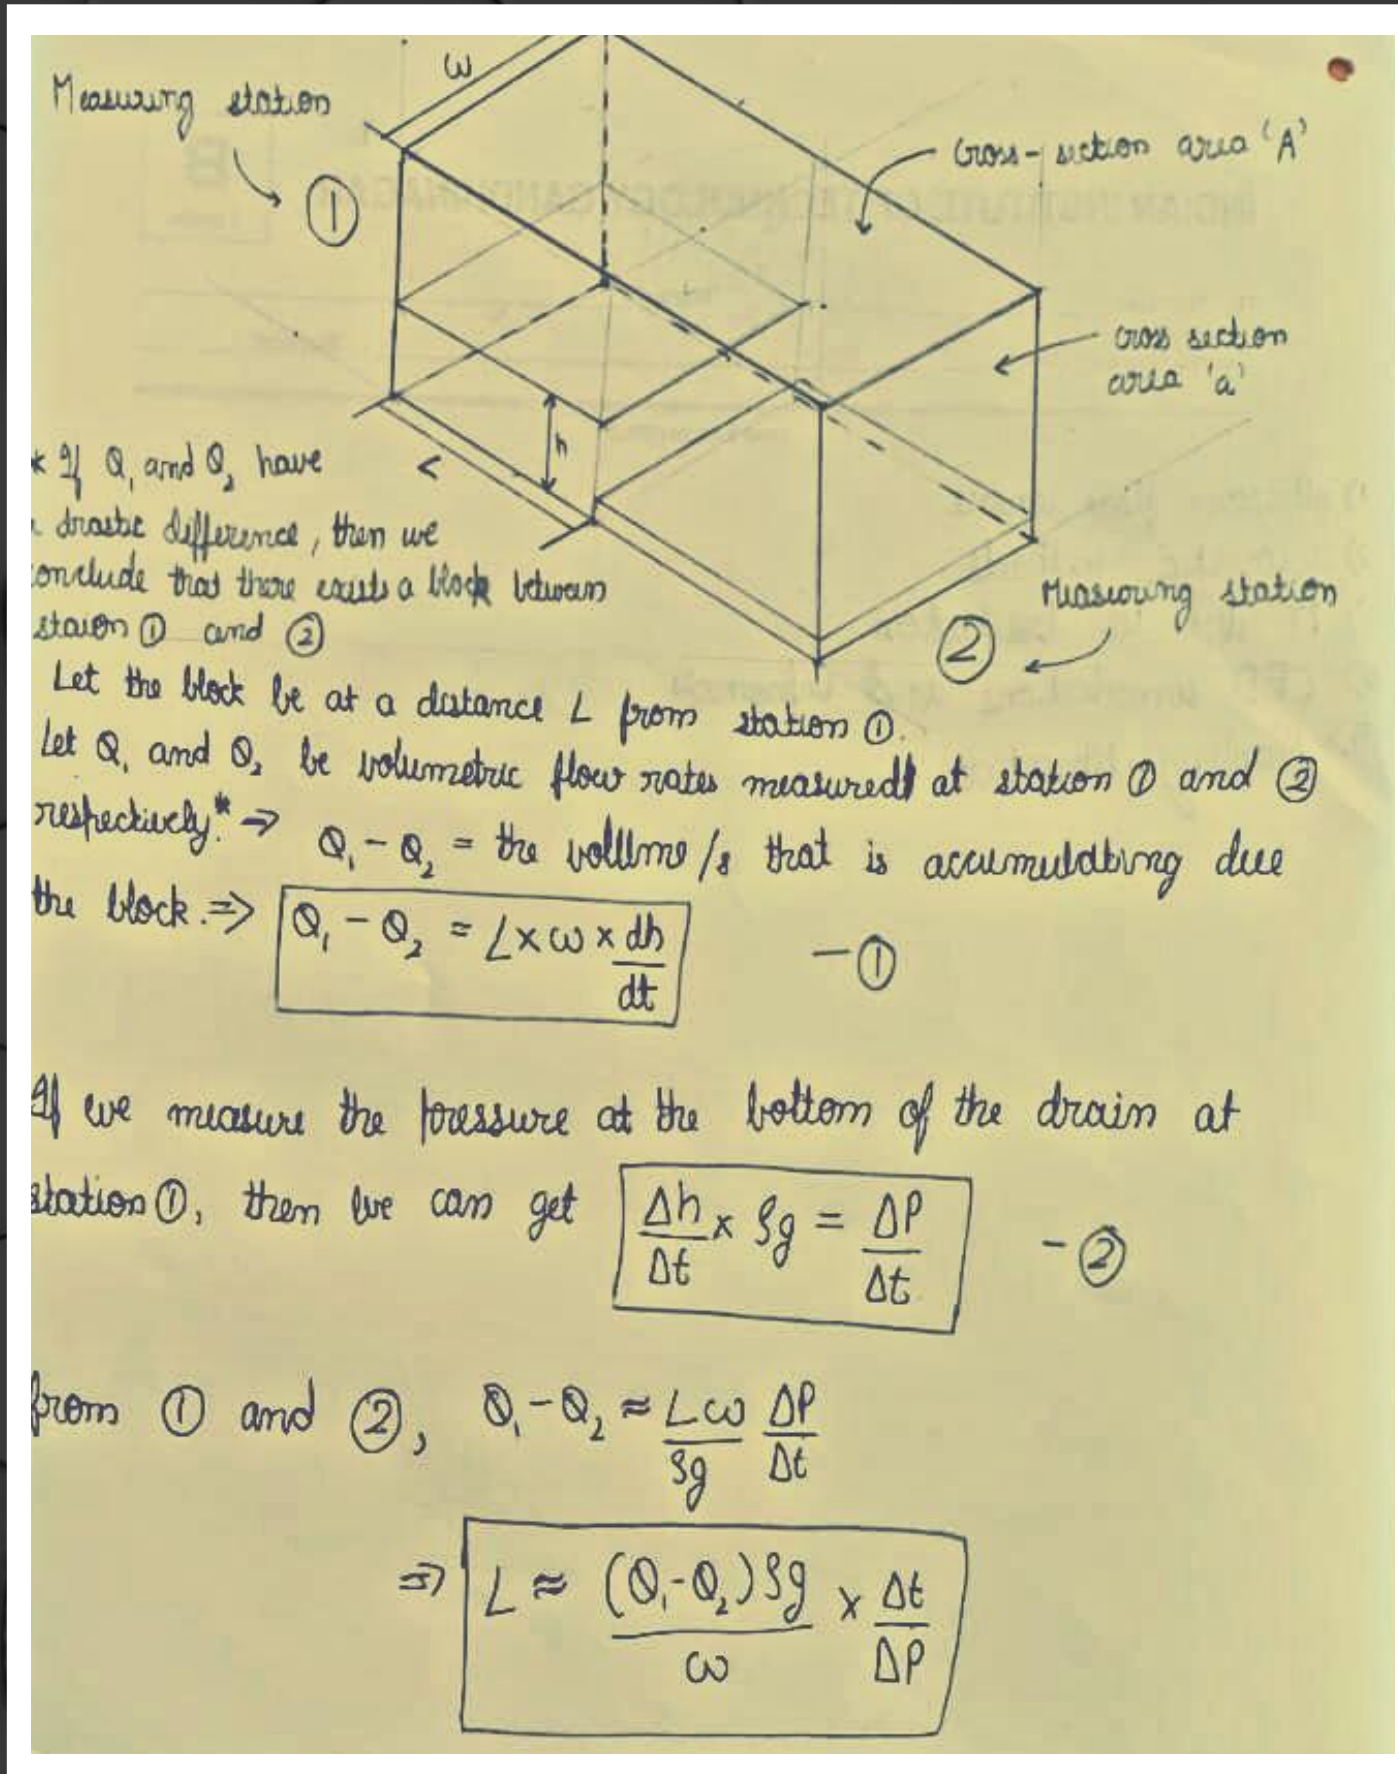 ω
Measuring station
①
cross-section area 'A'
cross section
area 'a'
h
* If Q₁ and Q₂ have
a drastic difference, then we
conclude that there exists a block between
staion ① and ②
Measuring station
②
Let the block be at a distance L from station ①.
Let Q₁ and Q₂ be volumetric flow rates measured at station ① and ②
respectively.* ⇒ Q₁ - Q₂ = the vollume/s that is accumulating due
the block. ⇒ Q₁ - Q₂ = L × ω × dh/dt - ①
If we measure the pressure at the bottom of the drain at
station ①, then we can get Δh/Δt × ρg = ΔP/Δt - ②
from ① and ②, Q₁ - Q₂ ≈ Lω/ρg ΔP/Δt
⇒ L ≈ (Q₁-Q₂)ρg/ω × Δt/ΔP